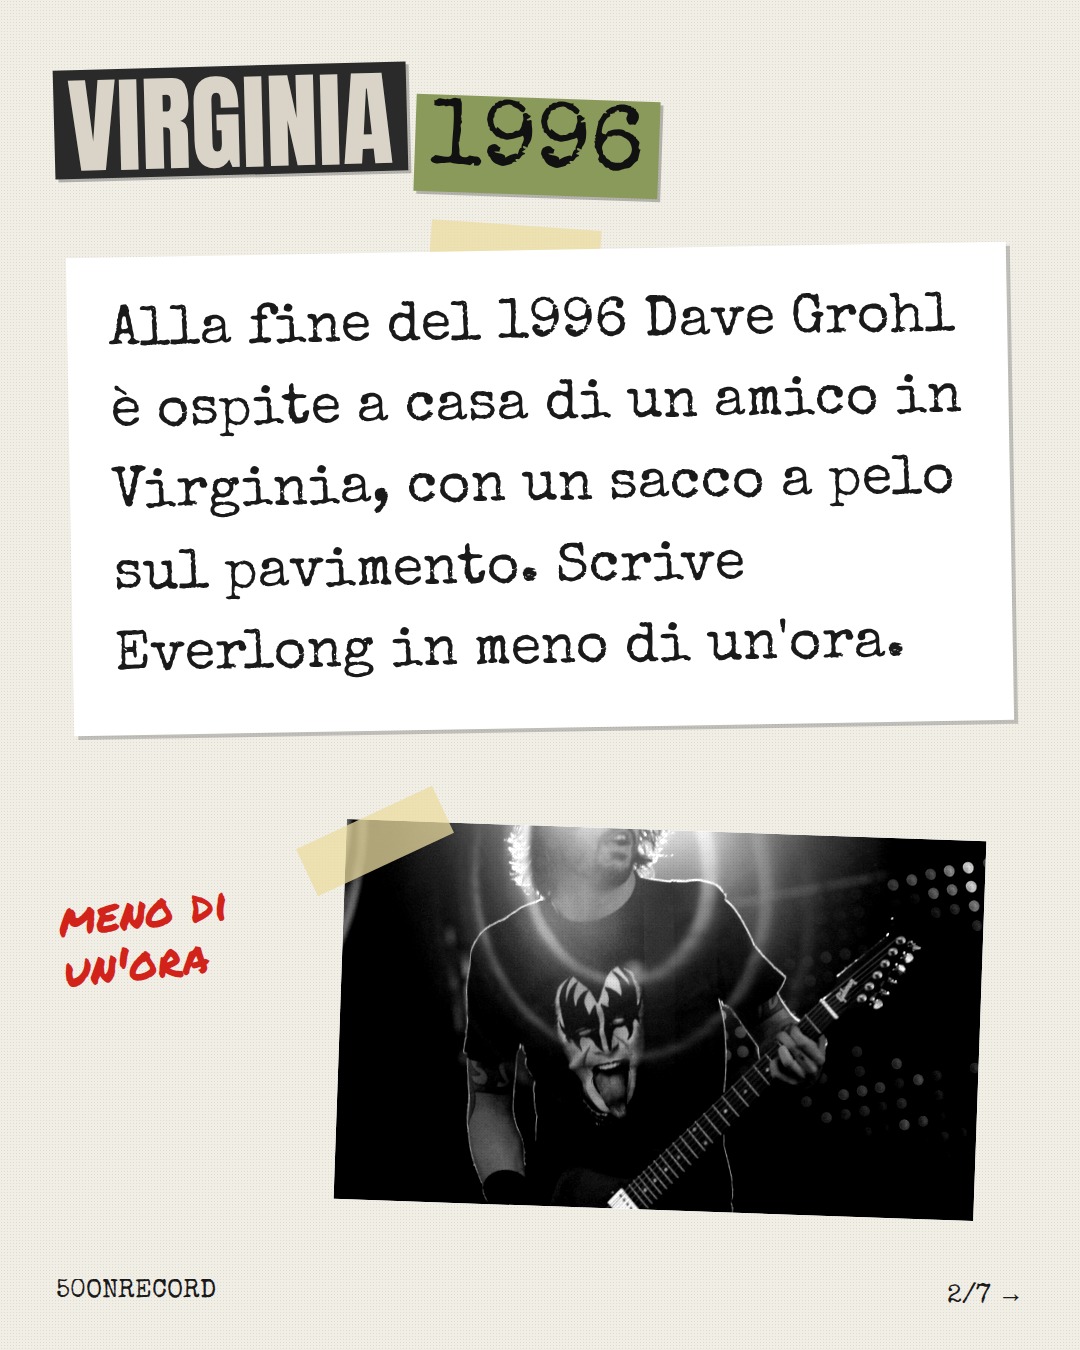 VIRGINIA
1996
Alla fine del 1996 Dave Grohl
è ospite a casa di un amico in
Virginia, con un sacco a pelo
sul pavimento. Scrive
Everlong in meno di un'ora.
MENO DI
UN'ORA
Gibson
50ONRECORD
2/7 →